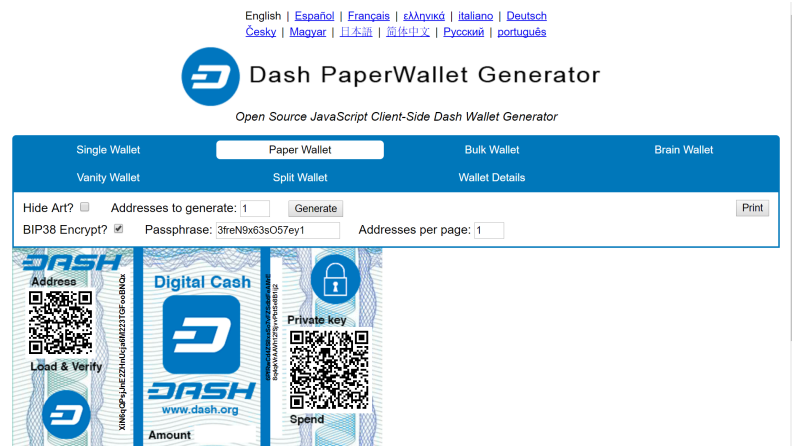 English | Español | Français | ελληνικά | italiano | Deutsch
Česky | Magyar | 日本語 | 简体中文 | Русский | português
Dash PaperWallet Generator
Open Source JavaScript Client-Side Dash Wallet Generator
Single Wallet Paper Wallet Bulk Wallet Brain Wallet
Vanity Wallet Split Wallet Wallet Details
Hide Art? Addresses to generate: 1 Generate Print
BIP38 Encrypt? Passphrase: 3freN9x63sO57ey1 Addresses per page: 1
DASH
Address
Load & Verify
Digital Cash
DASH
www.dash.org
Amount
Private key
Spend